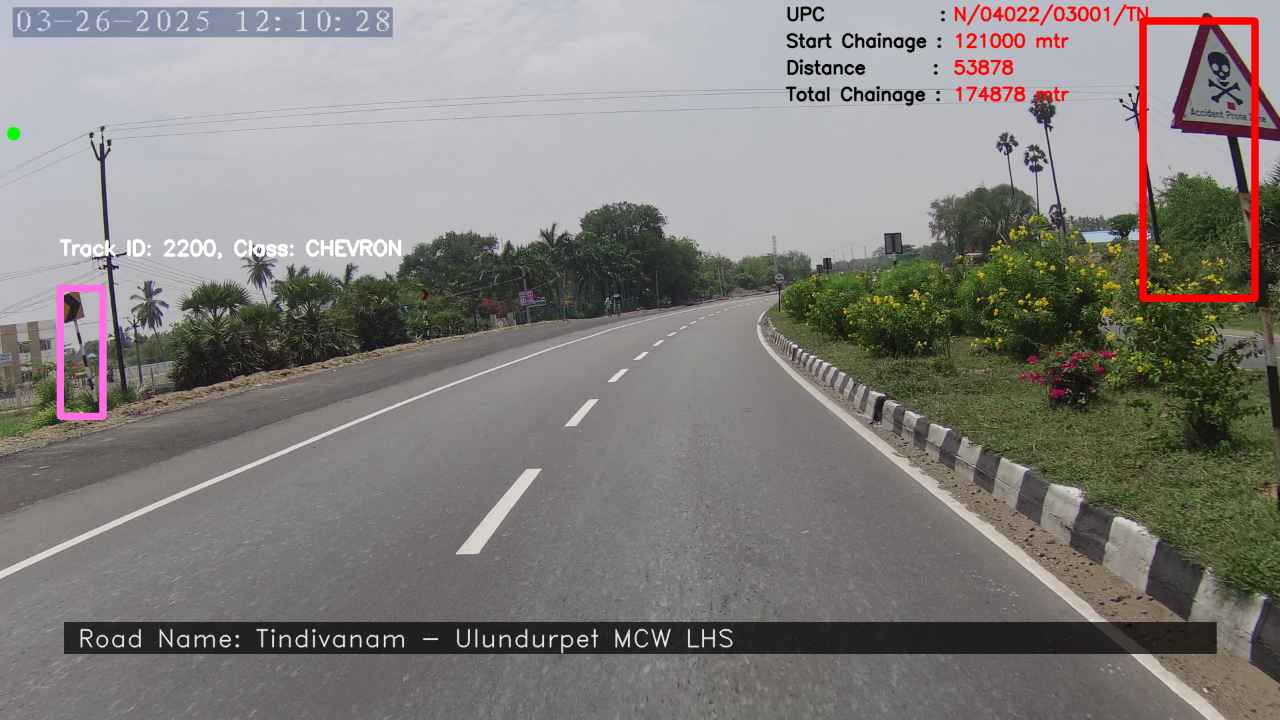 03-26-2025 12:10:28
UPC : N/04022/03001/TN
Start Chainage : 121000 mtr
Distance : 53878
Total Chainage : 174878 mtr
Accident Prone Zone
Track ID: 2200, Class: CHEVRON
Road Name: Tindivanam - Ulundurpet MCW LHS